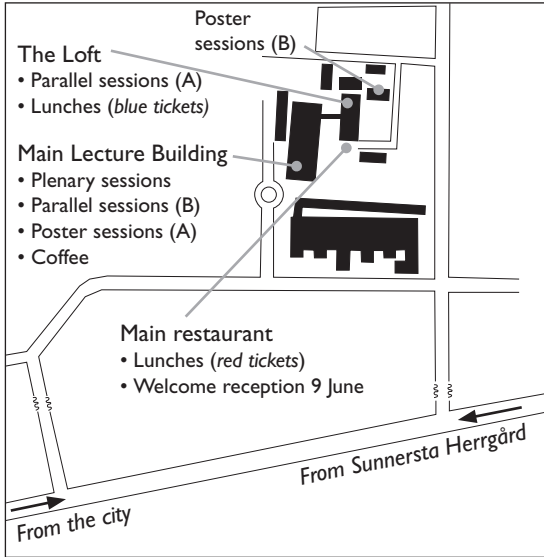 Poster
sessions (B)
The Loft
• Parallel sessions (A)
• Lunches (blue tickets)
Main Lecture Building
• Plenary sessions
• Parallel sessions (B)
• Poster sessions (A)
• Coffee
Main restaurant
• Lunches (red tickets)
• Welcome reception 9 June
From Sunnersta Herrgård
From the city